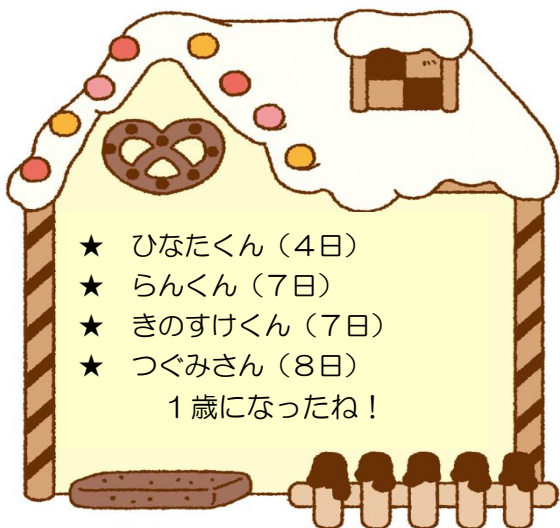 ★　ひなたくん（４日）
★　らんくん（７日）
★　きのすけくん（７日）
★　つぐみさん（８日）
１歳になったね！